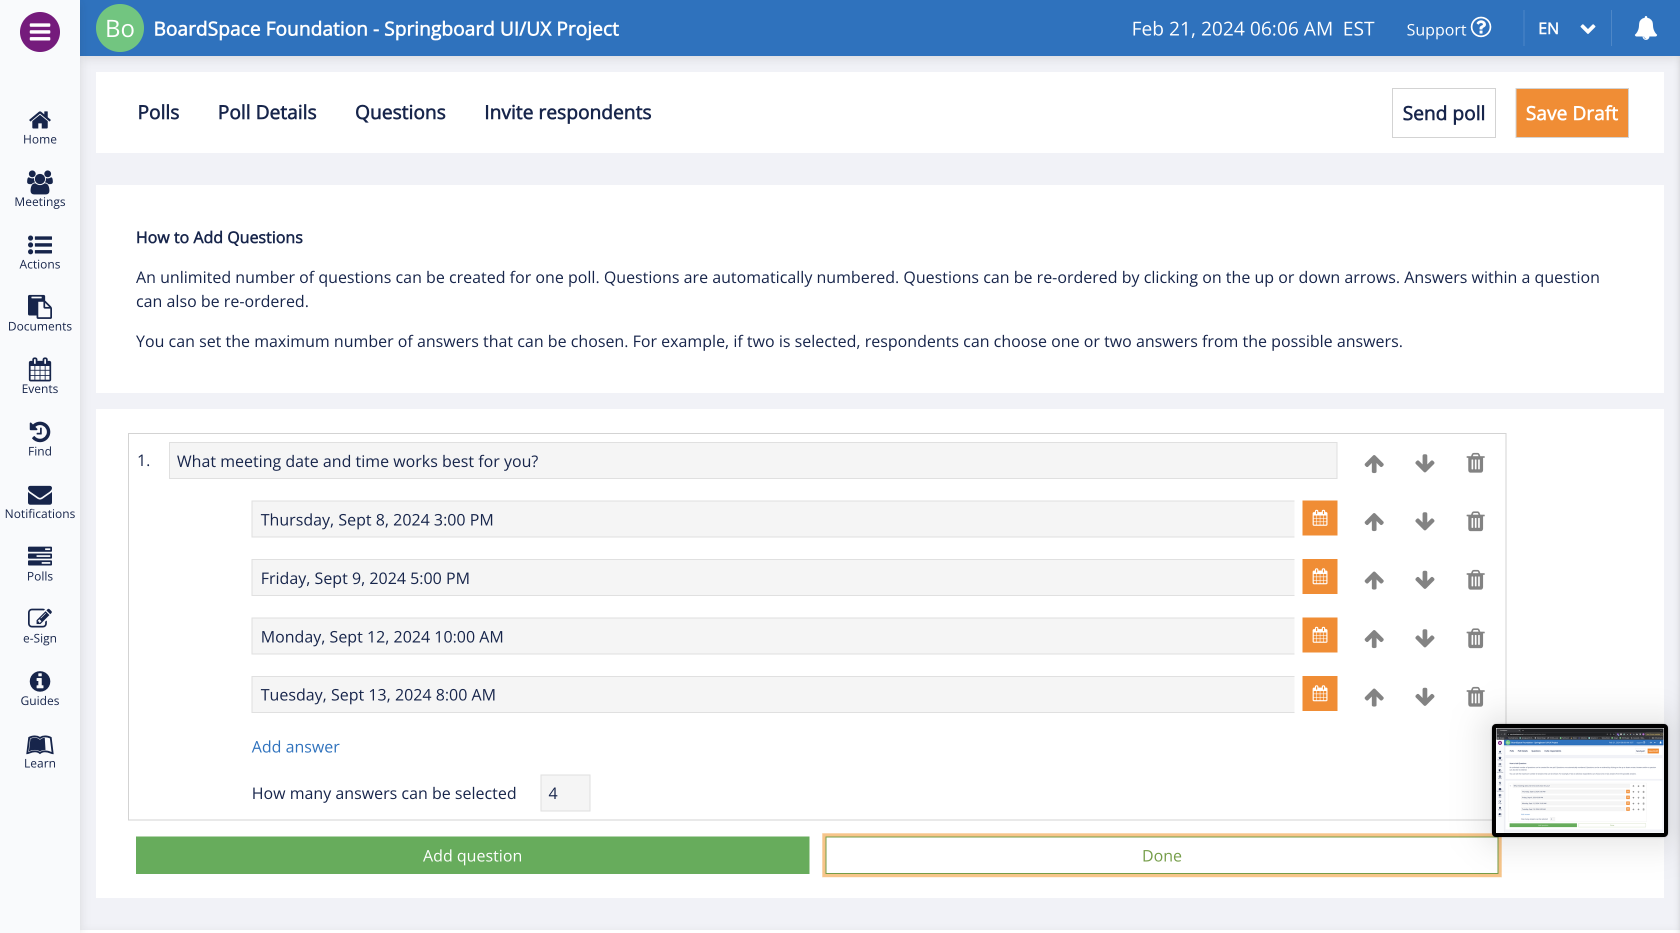 Bo BoardSpace Foundation - Springboard UI/UX Project Feb 21, 2024 06:06 AM EST Support EN
Polls Poll Details Questions Invite respondents Send poll Save Draft
Home
Meetings
Actions
Documents
Events
Find
Notifications
Polls
e-Sign
Guides
Learn
How to Add Questions
An unlimited number of questions can be created for one poll. Questions are automatically numbered. Questions can be re-ordered by clicking on the up or down arrows. Answers within a question
can also be re-ordered.
You can set the maximum number of answers that can be chosen. For example, if two is selected, respondents can choose one or two answers from the possible answers.
1. What meeting date and time works best for you?
Thursday, Sept 8, 2024 3:00 PM
Friday, Sept 9, 2024 5:00 PM
Monday, Sept 12, 2024 10:00 AM
Tuesday, Sept 13, 2024 8:00 AM
Add answer
How many answers can be selected 4
Add question Done